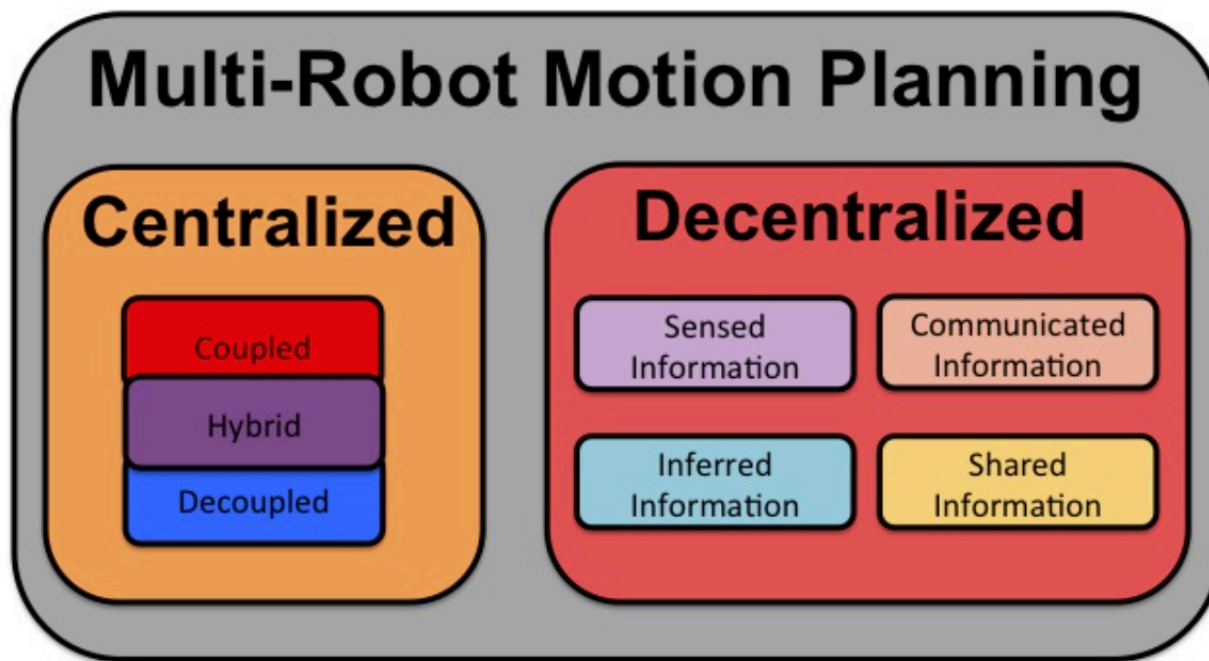 Multi-Robot Motion Planning
Centralized
Coupled
Hybrid
Decoupled
Decentralized
Sensed
Information
Communicated
Information
Inferred
Information
Shared
Information